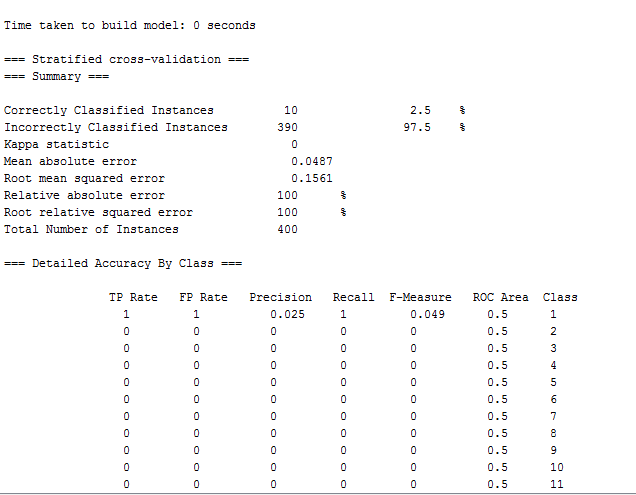 Time taken to build model: 0 seconds
=== Stratified cross-validation ===
=== Summary ===
Correctly Classified Instances 10 2.5 %
Incorrectly Classified Instances 390 97.5 %
Kappa statistic 0
Mean absolute error 0.0487
Root mean squared error 0.1561
Relative absolute error 100 %
Root relative squared error 100 %
Total Number of Instances 400
=== Detailed Accuracy By Class ===
TP Rate FP Rate Precision Recall F-Measure ROC Area Class
1 1 0.025 1 0.049 0.5 1
0 0 0 0 0 0.5 2
0 0 0 0 0 0.5 3
0 0 0 0 0 0.5 4
0 0 0 0 0 0.5 5
0 0 0 0 0 0.5 6
0 0 0 0 0 0.5 7
0 0 0 0 0 0.5 8
0 0 0 0 0 0.5 9
0 0 0 0 0 0.5 10
0 0 0 0 0 0.5 11